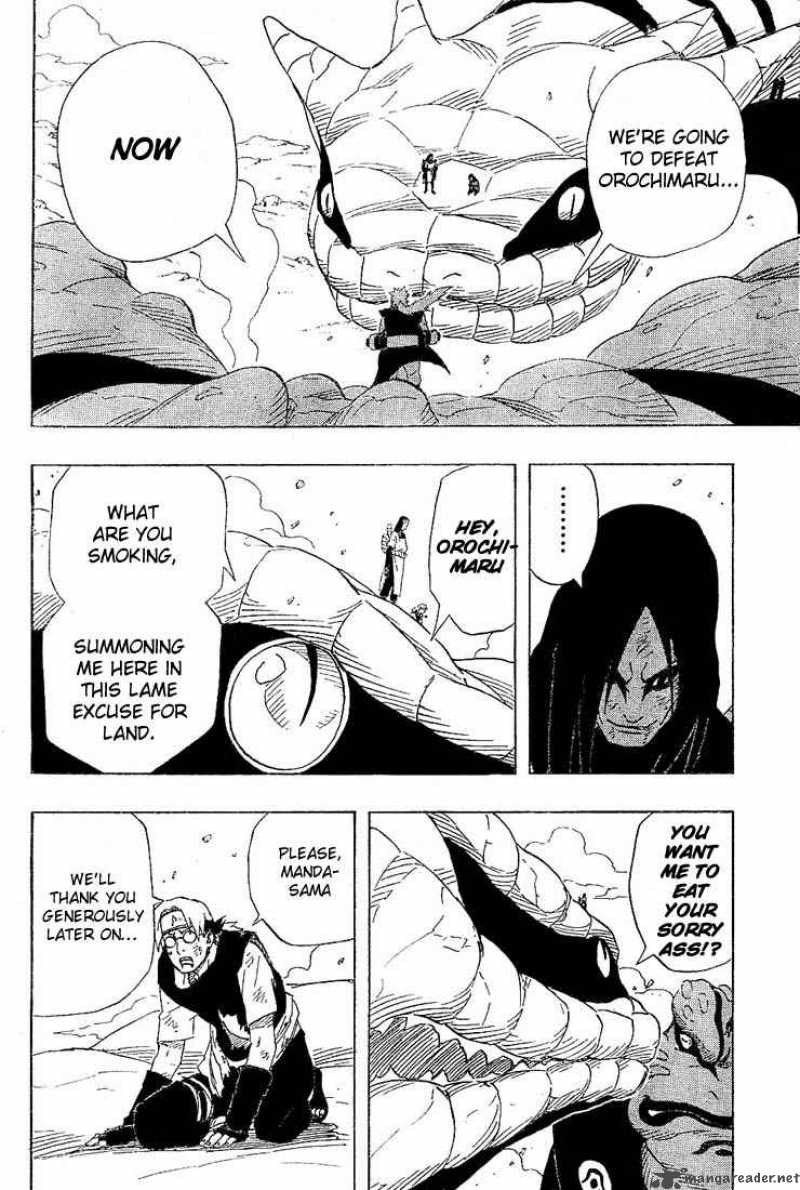 WE'RE GOING
TO DEFEAT
OROCHIMARU...
NOW
.........
HEY,
OROCHI-
MARU
WHAT
ARE YOU
SMOKING,
SUMMONING
ME HERE IN
THIS LAME
EXCUSE FOR
LAND.
YOU
WANT
ME TO
EAT
YOUR
SORRY
ASS!?
PLEASE,
MANDA-
SAMA
WE'LL
THANK YOU
GENEROUSLY
LATER ON...
mangareader.net